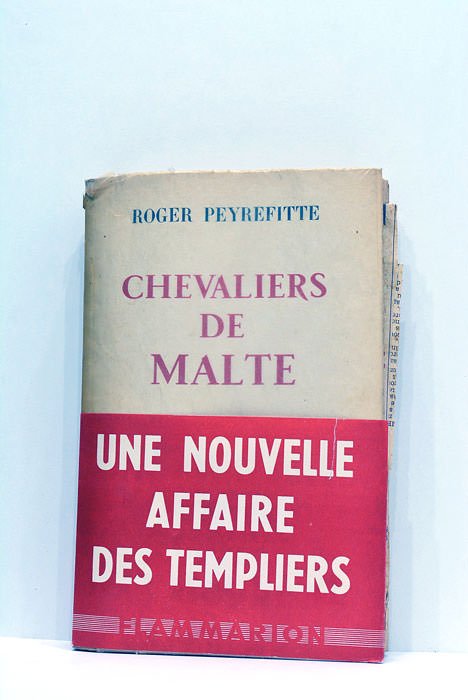 ROGER PEYREFITTE
CHEVALIERS
DE
MALTE
UNE NOUVELLE
AFFAIRE
DES TEMPLIERS
FLAMMARION